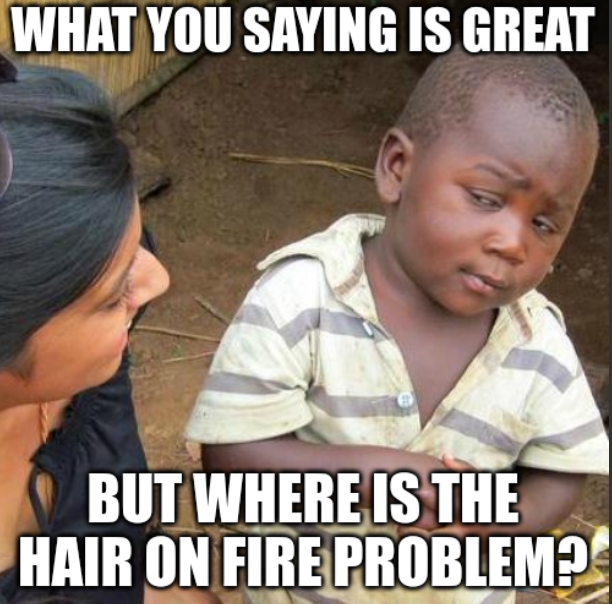 WHAT YOU SAYING IS GREAT
BUT WHERE IS THE
HAIR ON FIRE PROBLEM?